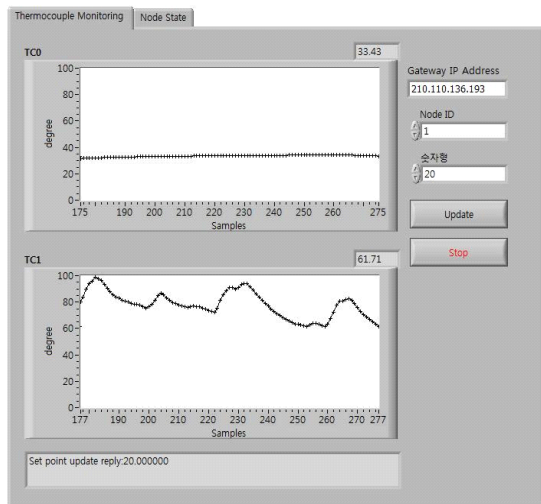 Thermocouple Monitoring
Node State
TC0
33.43
degree
100
80
60
40
20
0
175 190 200 210 220 230 240 250 260 275
Samples
TC1
61.71
degree
100
80
60
40
20
0
177 190 200 210 220 230 240 250 260 270 277
Samples
Set point update reply:20.000000
Gateway IP Address
210.110.136.193
Node ID
1
숫자형
20
Update
Stop